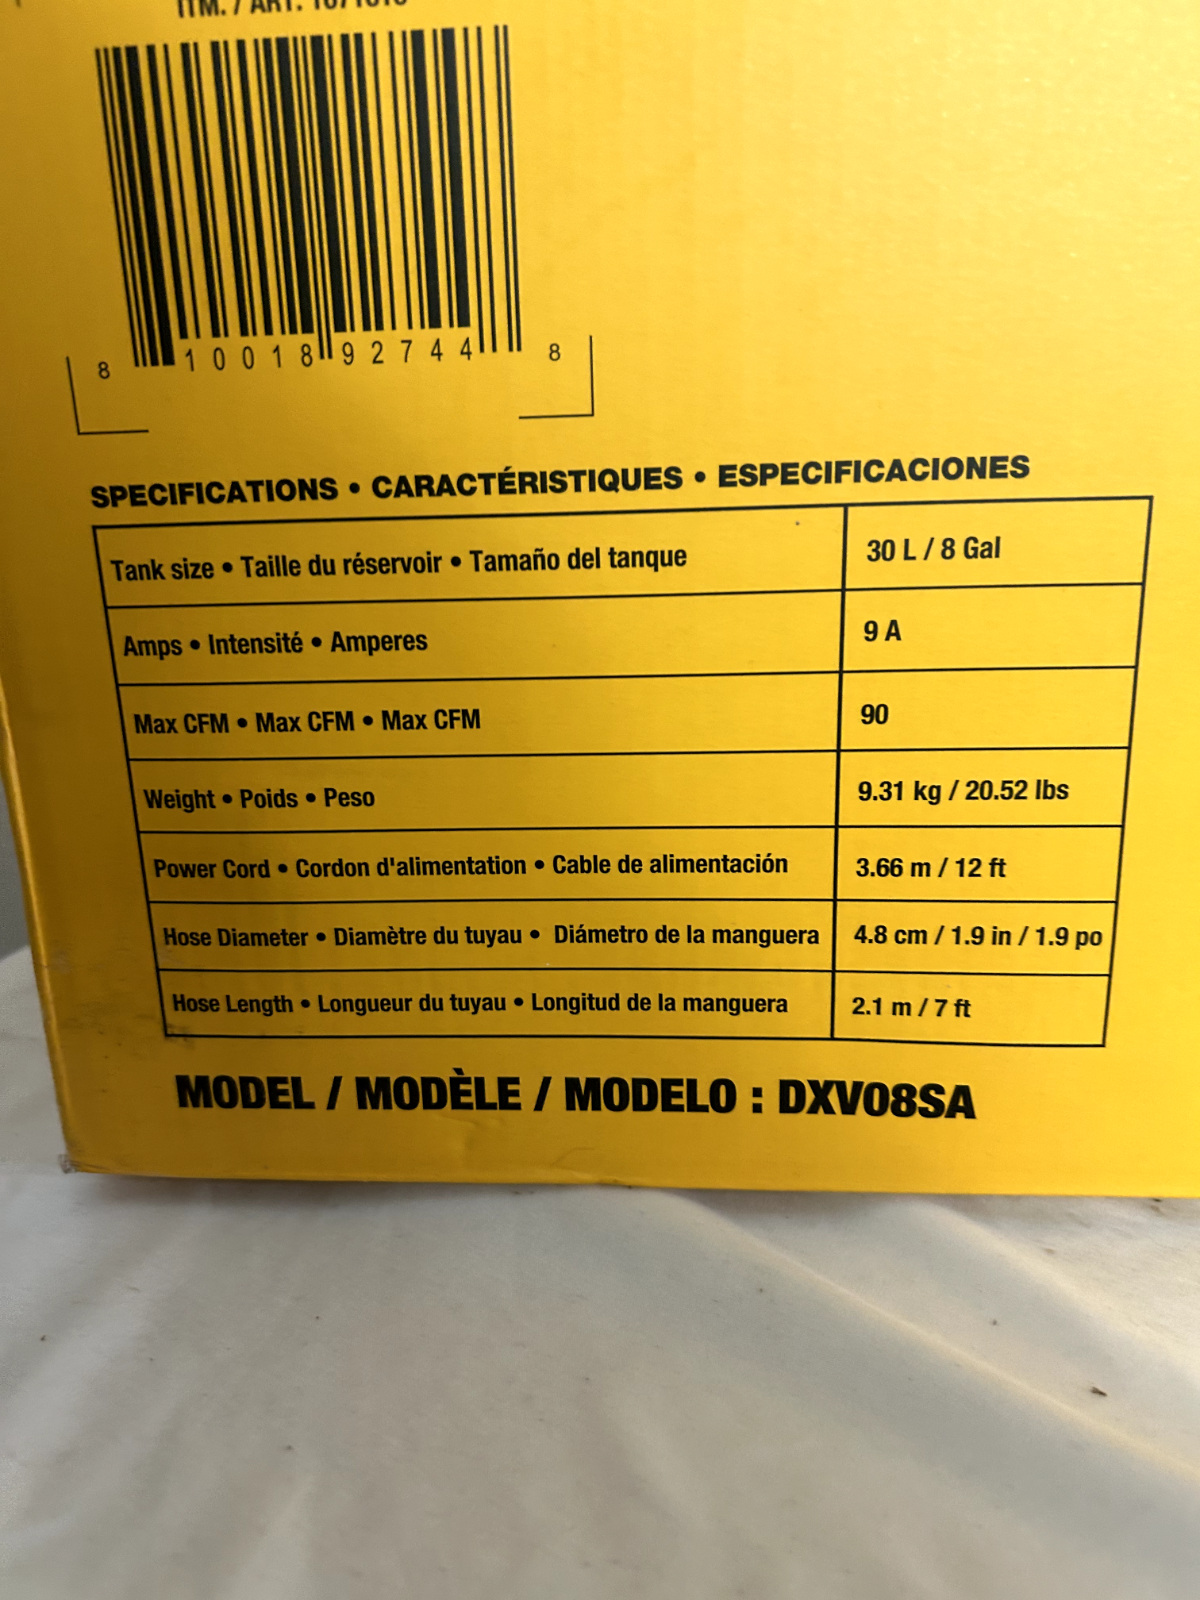 ITM. / ART.
8 10018 92744 8
SPECIFICATIONS • CARACTÉRISTIQUES • ESPECIFICACIONES
Tank size • Taille du réservoir • Tamaño del tanque 30 L / 8 Gal
Amps • Intensité • Amperes 9 A
Max CFM • Max CFM • Max CFM 90
Weight • Poids • Peso 9.31 kg / 20.52 lbs
Power Cord • Cordon d'alimentation • Cable de alimentación 3.66 m / 12 ft
Hose Diameter • Diamètre du tuyau • Diámetro de la manguera 4.8 cm / 1.9 in / 1.9 po
Hose Length • Longueur du tuyau • Longitud de la manguera 2.1 m / 7 ft
MODEL / MODÈLE / MODELO : DXV08SA